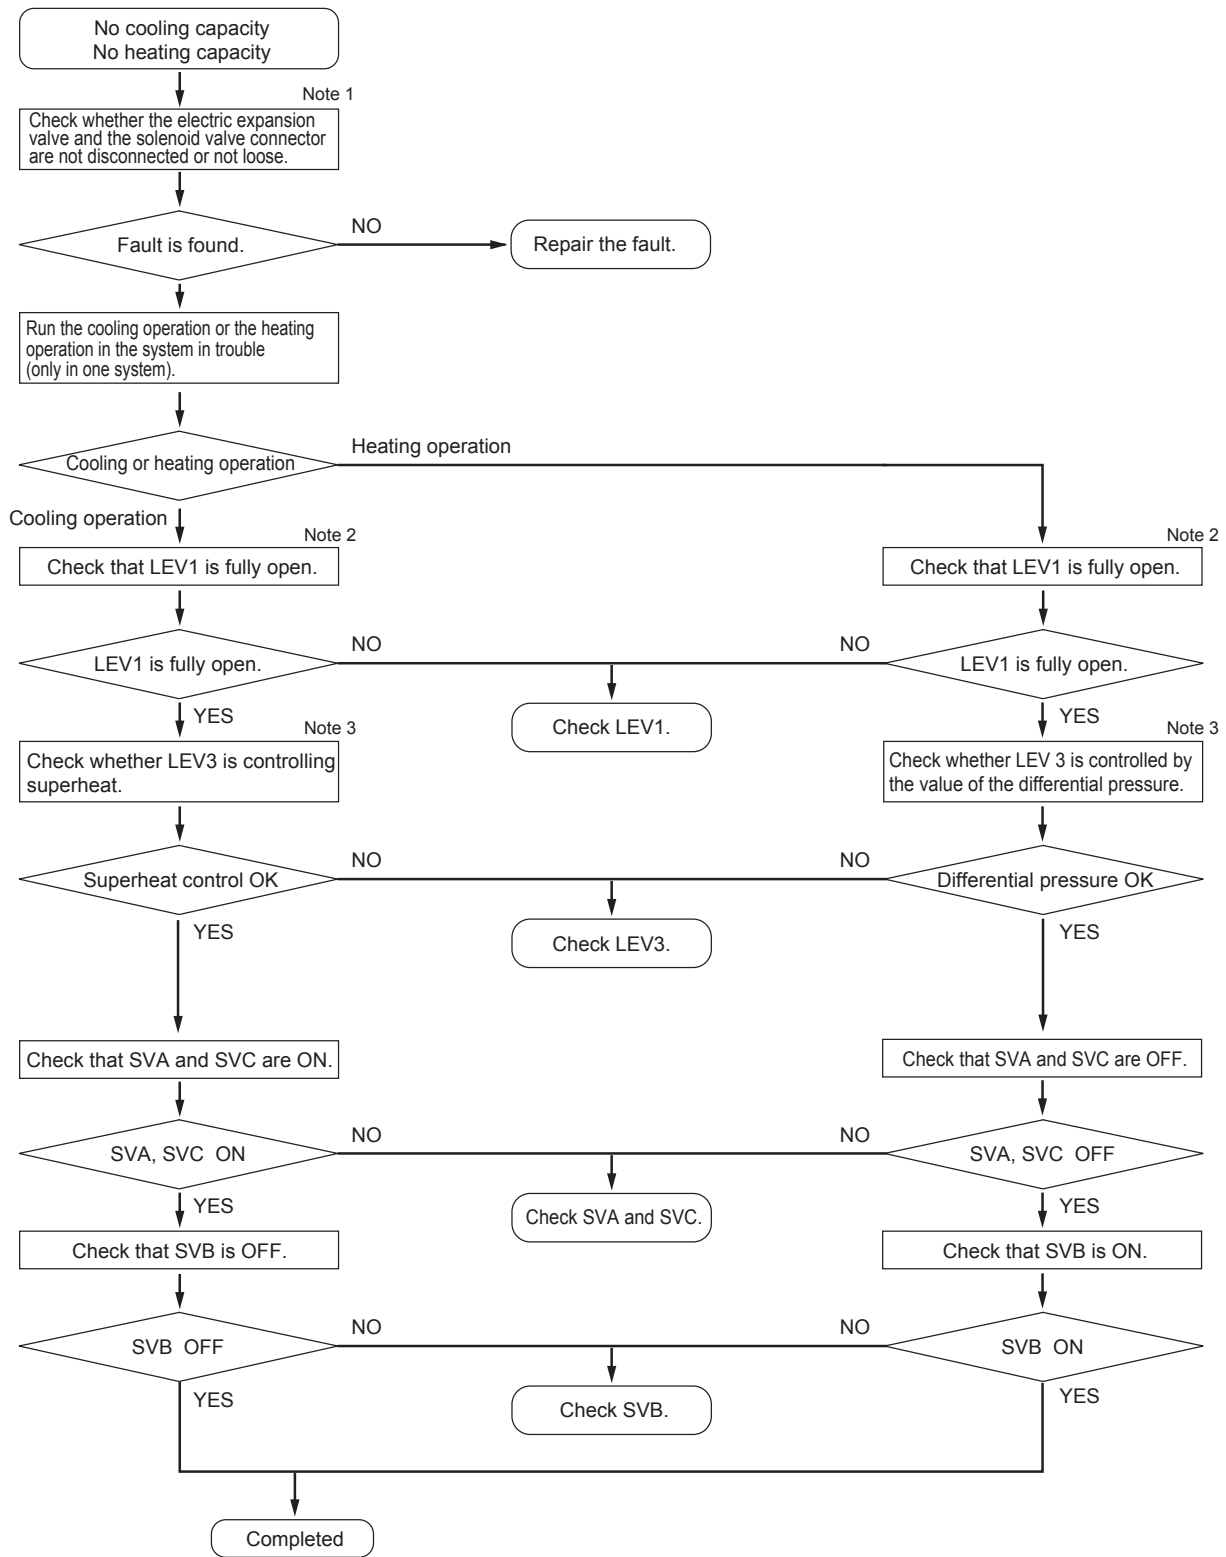 No cooling capacity
No heating capacity
Note 1
Check whether the electric expansion
valve and the solenoid valve connector
are not disconnected or not loose.
Fault is found.
NO
Repair the fault.
Run the cooling operation or the heating
operation in the system in trouble
(only in one system).
Cooling or heating operation
Heating operation
Cooling operation
Note 2
Note 2
Check that LEV1 is fully open.
Check that LEV1 is fully open.
LEV1 is fully open.
NO
NO
LEV1 is fully open.
Check LEV1.
YES
YES
Note 3
Note 3
Check whether LEV3 is controlling
superheat.
Check whether LEV 3 is controlled by
the value of the differential pressure.
Superheat control OK
NO
NO
Differential pressure OK
Check LEV3.
YES
YES
Check that SVA and SVC are ON.
Check that SVA and SVC are OFF.
SVA, SVC  ON
NO
NO
SVA, SVC  OFF
Check SVA and SVC.
YES
YES
Check that SVB is OFF.
Check that SVB is ON.
SVB  OFF
NO
NO
SVB  ON
Check SVB.
YES
YES
Completed